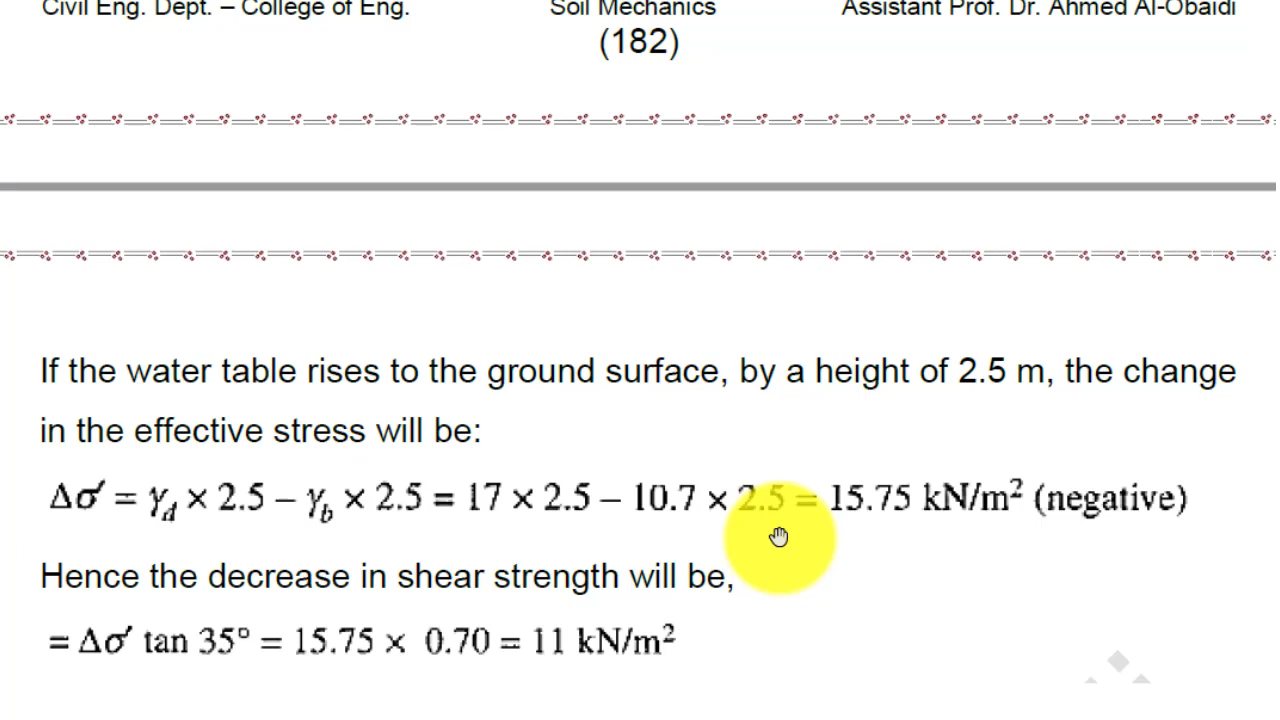 Civil Eng. Dept. – College of Eng. Soil Mechanics Assistant Prof. Dr. Ahmed Al-Obaidi
(182)
If the water table rises to the ground surface, by a height of 2.5 m, the change
in the effective stress will be:
Δσ′ = γ_d × 2.5 – γ_b × 2.5 = 17 × 2.5 – 10.7 × 2.5 = 15.75 kN/m² (negative)
Hence the decrease in shear strength will be,
= Δσ′ tan 35° = 15.75 × 0.70 = 11 kN/m²